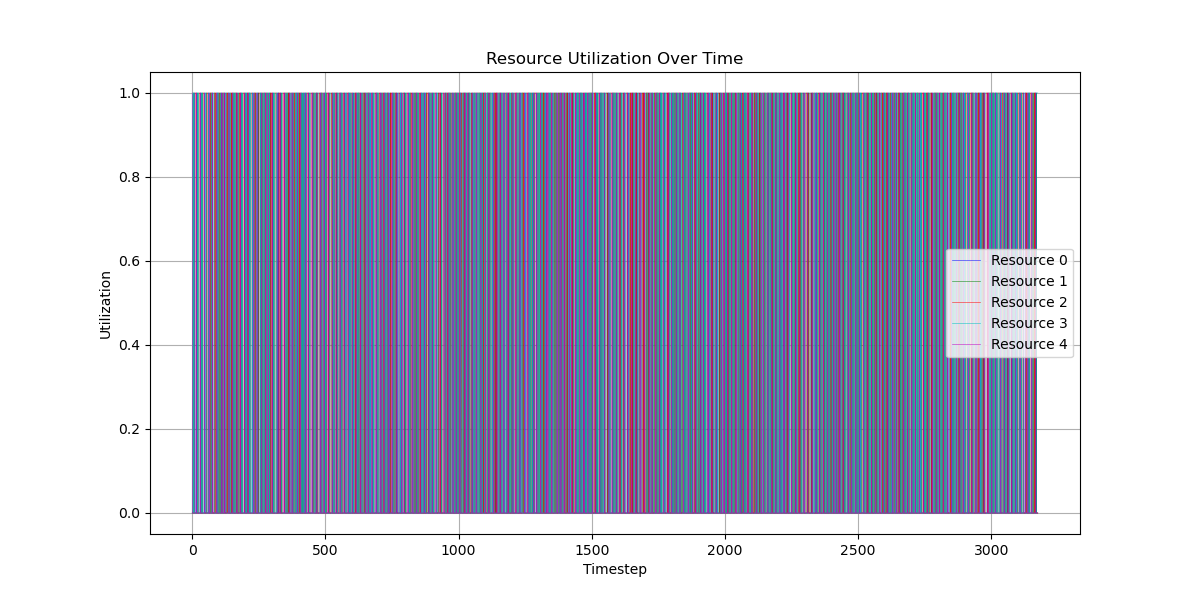 Resource Utilization Over Time
1.0
0.8
0.6
0.4
0.2
0.0
Utilization
Resource 0
Resource 1
Resource 2
Resource 3
Resource 4
0 500 1000 1500 2000 2500 3000
Timestep